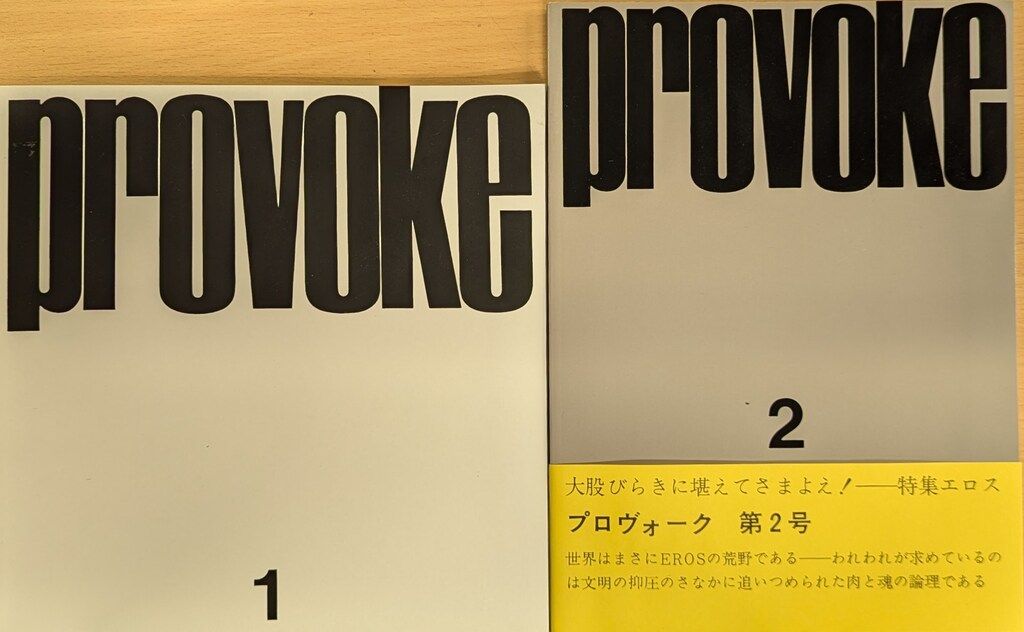 provoke
1
provoke
2
大股びらきに堪えてさまよえ!——特集エロス
プロヴォーク 第2号
世界はまさにEROSの荒野である——われわれが求めているの
は文明の抑圧のさなかに追いつめられた肉と魂の論理である